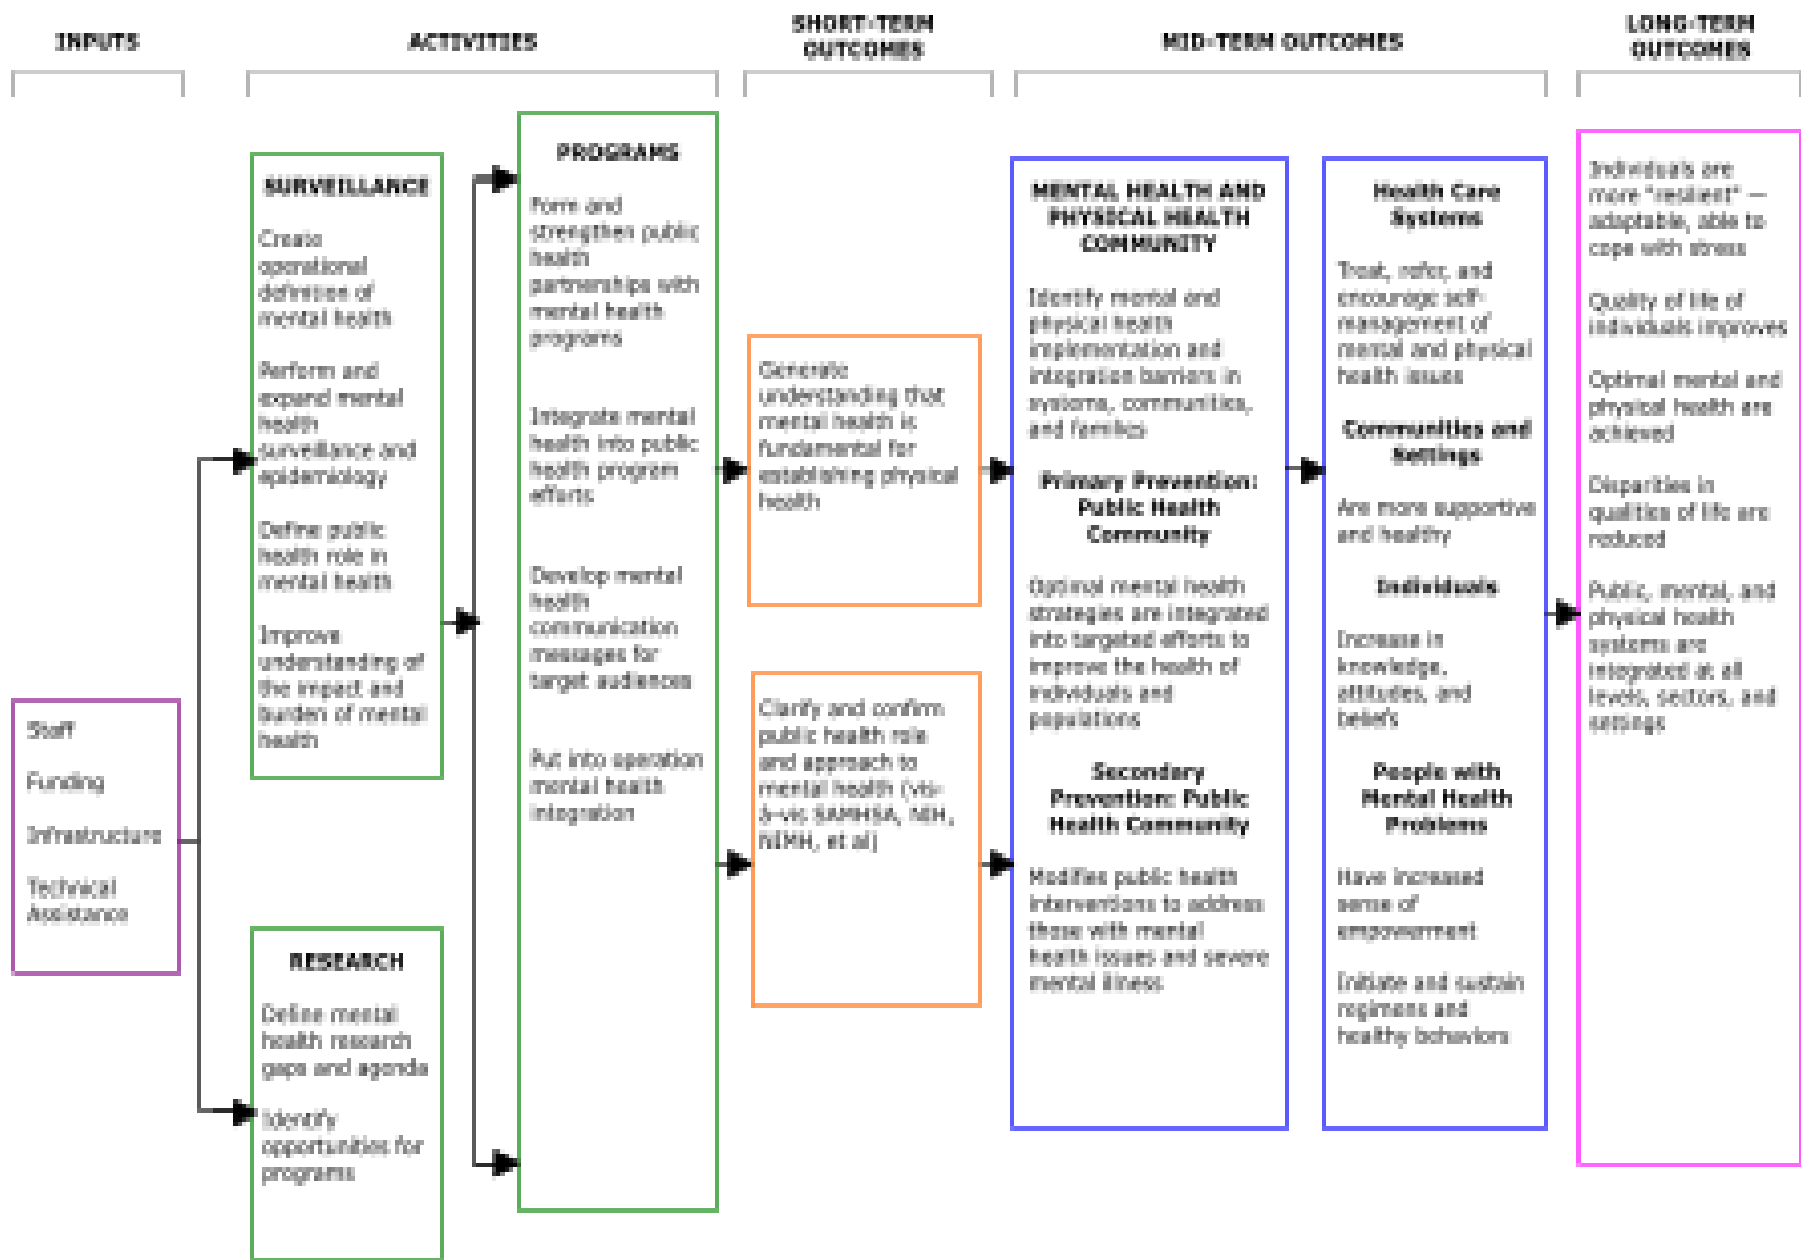 INPUTS
ACTIVITIES
SHORT-TERM
OUTCOMES
MID-TERM OUTCOMES
LONG-TERM
OUTCOMES
Staff
Funding
Infrastructure
Technical
Assistance
SURVEILLANCE
Create
operational
definition of
mental health
Perform and
expand mental
health
surveillance and
epidemiology
Define public
health role in
mental health
Improve
understanding of
the impact and
burden of mental
health
RESEARCH
Define mental
health research
gaps and agenda
Identify
opportunities for
programs
PROGRAMS
Form and
strengthen public
health
partnerships with
mental health
programs
Integrate mental
health into public
health program
efforts
Develop mental
health
communication
messages for
target audiences
Put into operation
mental health
integration
Generate
understanding that
mental health is
fundamental for
establishing physical
health
Clarify and confirm
public health role
and approach to
mental health (vis-
à-vis SAMHSA, NIH,
NIMH, et al)
MENTAL HEALTH AND
PHYSICAL HEALTH
COMMUNITY
Identify mental and
physical health
implementation and
integration barriers in
systems, communities,
and families
Primary Prevention:
Public Health
Community
Optimal mental health
strategies are integrated
into targeted efforts to
improve the health of
individuals and
populations
Secondary
Prevention: Public
Health Community
Modifies public health
interventions to address
those with mental
health issues and severe
mental illness
Health Care
Systems
Treat, refer, and
encourage self-
management of
mental and physical
health issues
Communities and
Settings
Are more supportive
and healthy
Individuals
Increase in
knowledge,
attitudes, and
beliefs
People with
Mental Health
Problems
Have increased
sense of
empowerment
Initiate and sustain
regimens and
healthy behaviors
Individuals are
more "resilient" —
adaptable, able to
cope with stress
Quality of life of
individuals improves
Optimal mental and
physical health are
achieved
Disparities in
qualities of life are
reduced
Public, mental, and
physical health
systems are
integrated at all
levels, sectors, and
settings